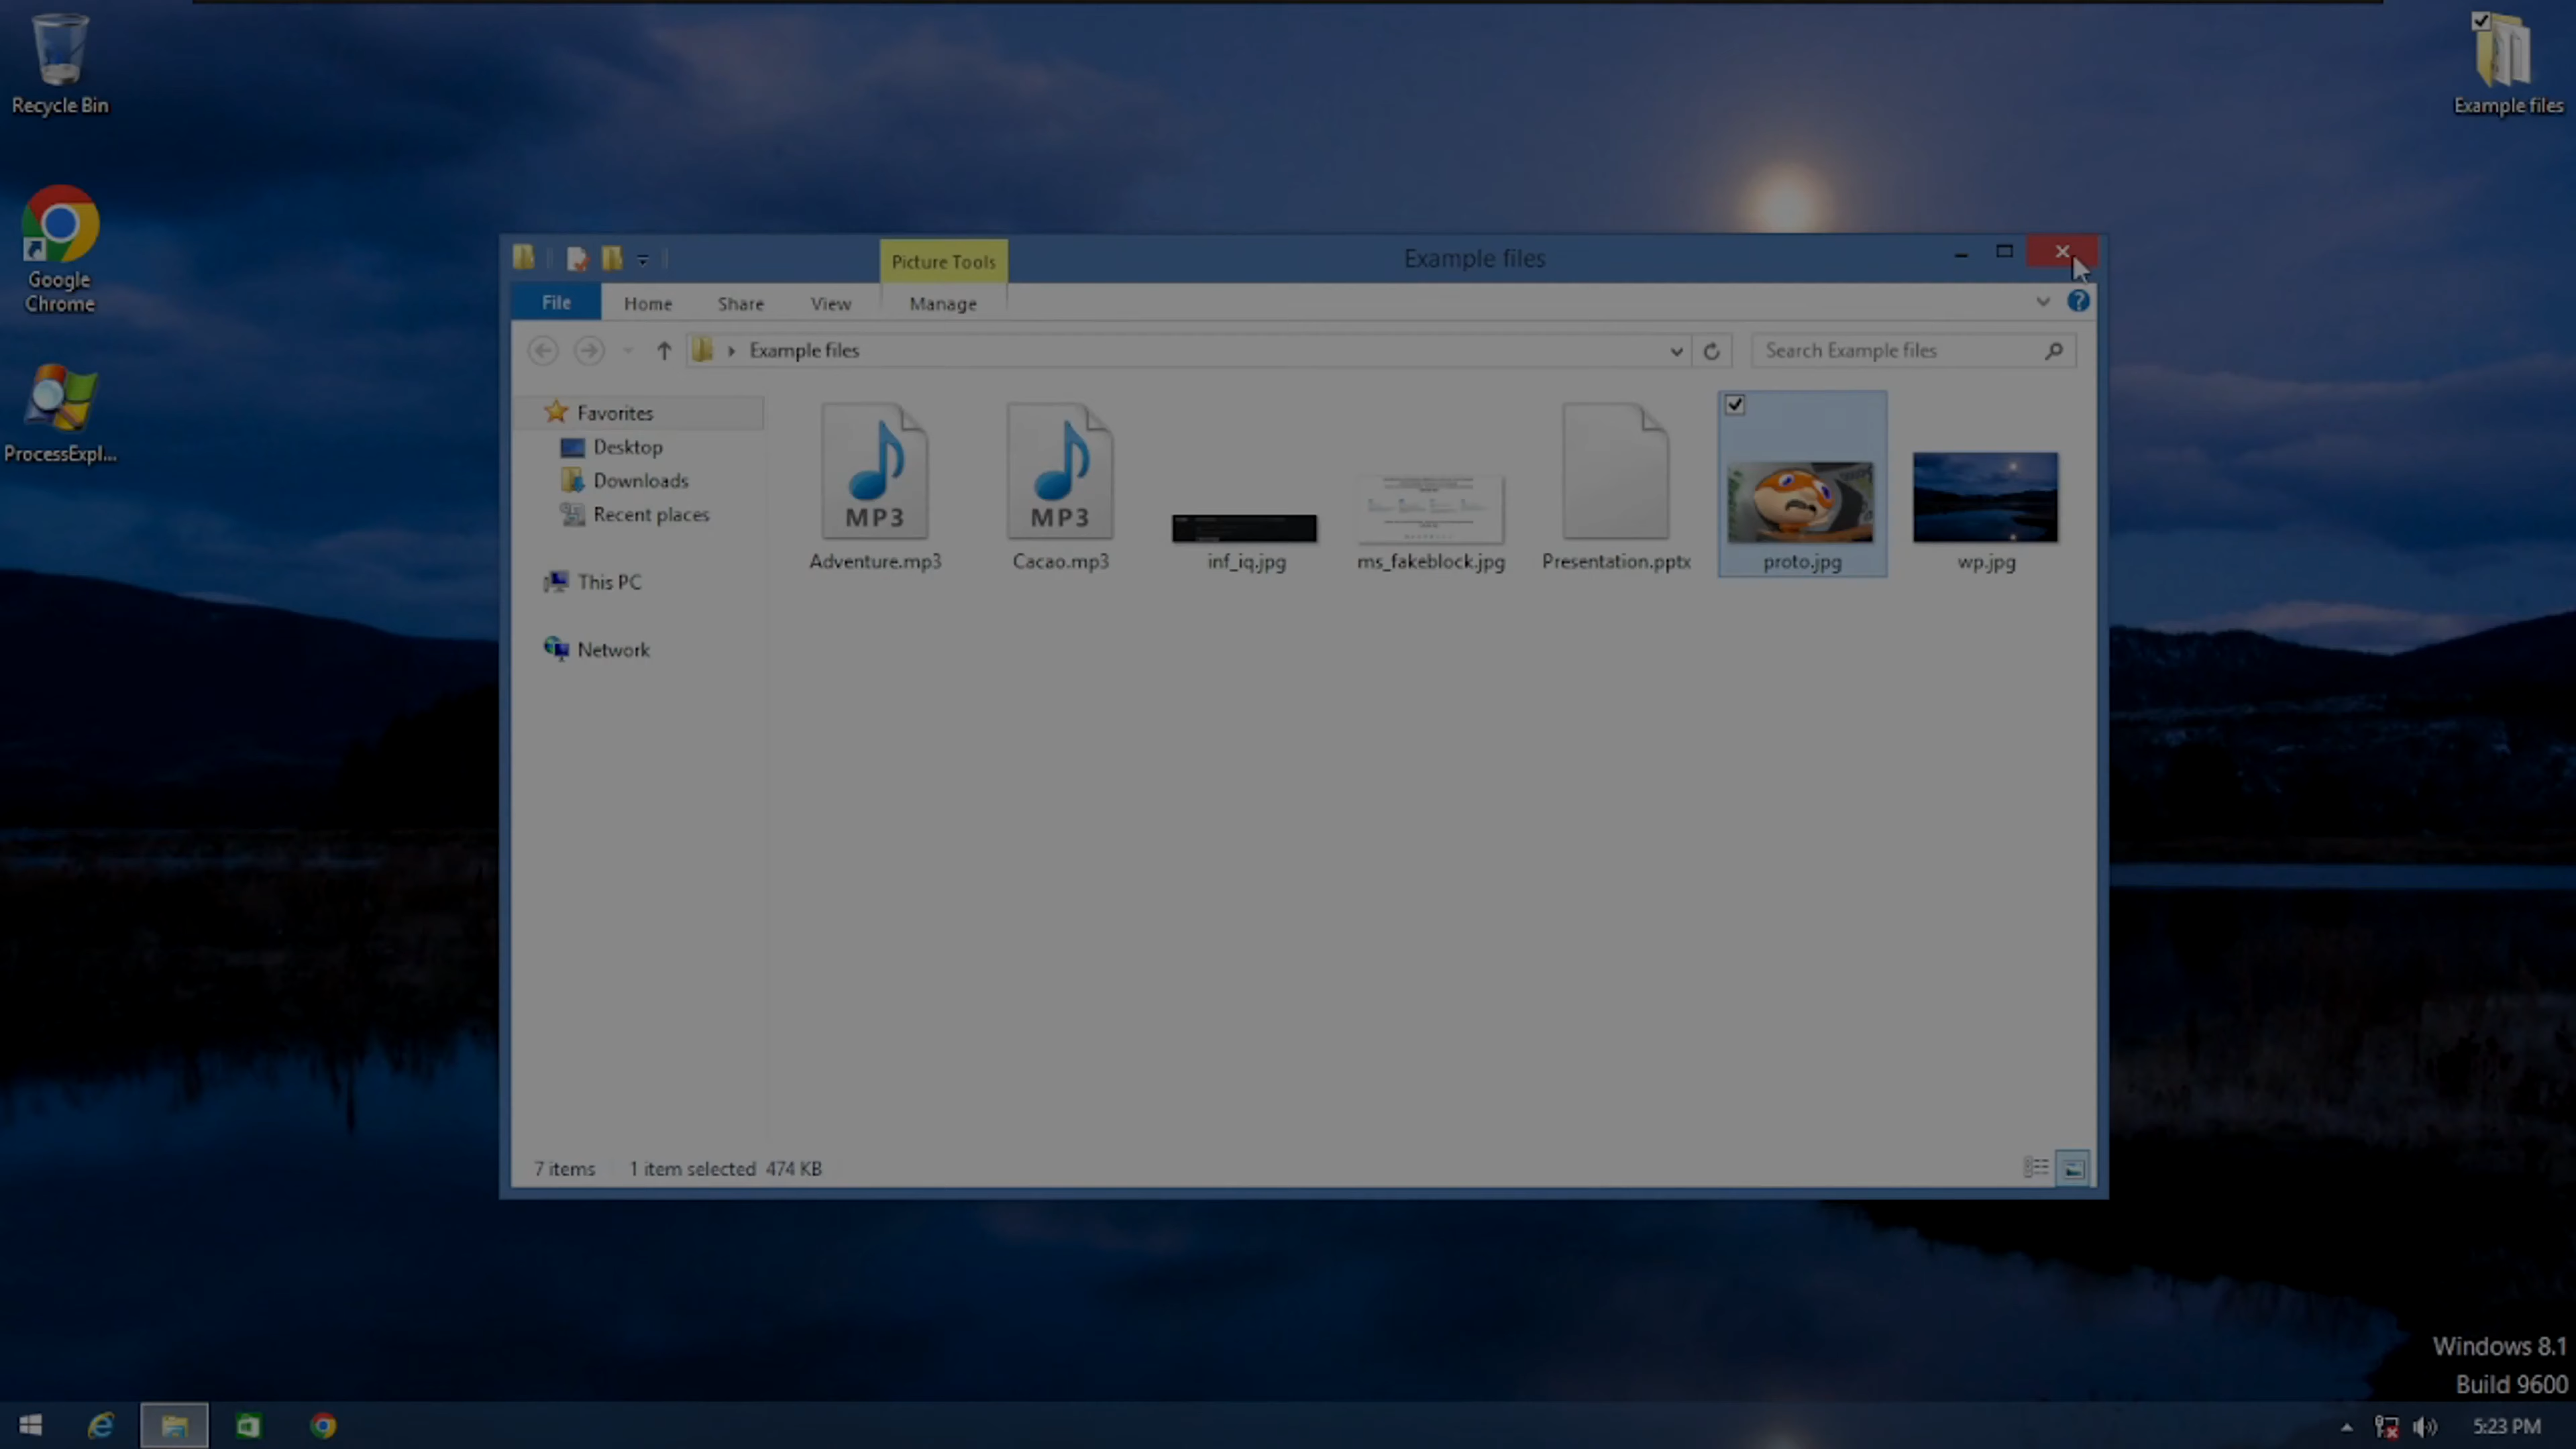 Recycle Bin
Example files
Google
Chrome
ProcessExpl...
Picture Tools
Example files
File
Home
Share
View
Manage
Example files
Search Example files
Favorites
Desktop
Downloads
Recent places
This PC
Network
MP3
MP3
Adventure.mp3
Cacao.mp3
inf_iq.jpg
ms_fakeblock.jpg
Presentation.pptx
proto.jpg
wp.jpg
7 items
1 item selected 474 KB
Windows 8.1
Build 9600
5:23 PM